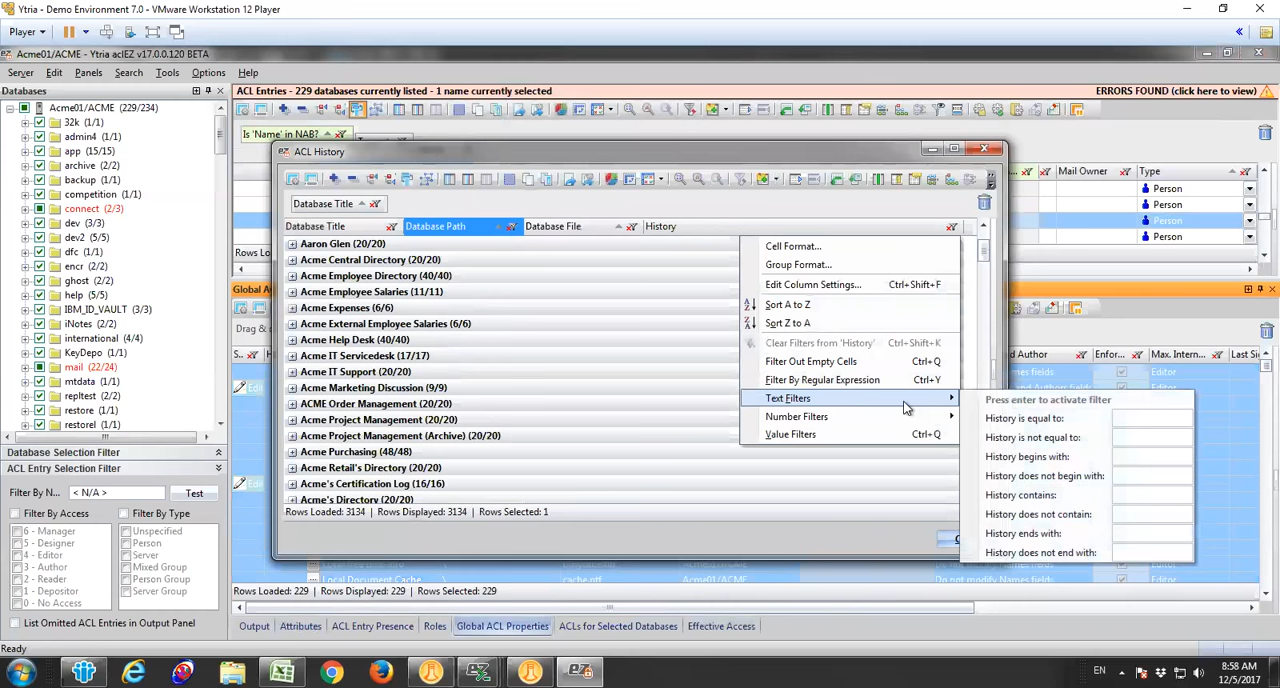 Ytria - Demo Environment 7.0 - VMware Workstation 12 Player
Player
Acme01/ACME - Ytria aclEZ v17.0.0.120 BETA
Server Edit Panels Search Tools Options Help
Databases
Acme01/ACME (229/234)
32k (1/1)
admin4 (1/1)
app (15/15)
archive (2/2)
backup (1/1)
competition (1/1)
connect (2/3)
dev (3/3)
dev2 (5/5)
dfc (1/1)
encr (2/2)
ghost (2/2)
help (5/5)
IBM_ID_VAULT (3/3)
iNotes (2/2)
international (4/4)
KeyDepo (1/1)
mail (22/24)
mtdata (1/1)
repltest (2/2)
restore (1/1)
restorel (2/2)
Database Selection Filter
ACL Entry Selection Filter
Filter By N... < N/A > Test
Filter By Access Filter By Type
6 - Manager
5 - Designer
4 - Editor
3 - Author
2 - Reader
1 - Depositor
0 - No Access
Unspecified
Person
Server
Mixed Group
Person Group
Server Group
List Omitted ACL Entries in Output Panel
Ready
ACL Entries - 229 databases currently listed - 1 name currently selected
ERRORS FOUND (click here to view)
Is 'Name' in NAB?
Mail Owner Type
Person
Person
Person
Person
Rows Lo
Global A
Drag &
S..
Edi
Edi
ACL History
Database Title
Database Title Database Path Database File History
Aaron Glen (20/20)
Acme Central Directory (20/20)
Acme Employee Directory (40/40)
Acme Employee Salaries (11/11)
Acme Expenses (6/6)
Acme External Employee Salaries (6/6)
Acme Help Desk (40/40)
Acme IT Servicedesk (17/17)
Acme IT Support (20/20)
Acme Marketing Discussion (9/9)
ACME Order Management (20/20)
Acme Project Management (20/20)
Acme Project Management (Archive) (20/20)
Acme Purchasing (48/48)
Acme Retail's Directory (20/20)
Acme's Certification Log (16/16)
Acme's Directory (20/20)
Rows Loaded: 3134 | Rows Displayed: 3134 | Rows Selected: 1
Cell Format...
Group Format...
Edit Column Settings... Ctrl+Shift+F
Sort A to Z
Sort Z to A
Clear Filters from 'History' Ctrl+Shift+K
Filter Out Empty Cells Ctrl+Q
Filter By Regular Expression Ctrl+Y
Text Filters
Number Filters
Value Filters Ctrl+Q
Press enter to activate filter
History is equal to:
History is not equal to:
History begins with:
History does not begin with:
History contains:
History does not contain:
History ends with:
History does not end with:
d Author Enfor... Max. Intern... Last Si
Editor
Editor
Local Document Cache cache.ntf Acme01/ACME Do not modify Names fields Editor
Rows Loaded: 229 | Rows Displayed: 229 | Rows Selected: 229
Output Attributes ACL Entry Presence Roles Global ACL Properties ACLs for Selected Databases Effective Access
EN
8:58 AM
12/5/2017